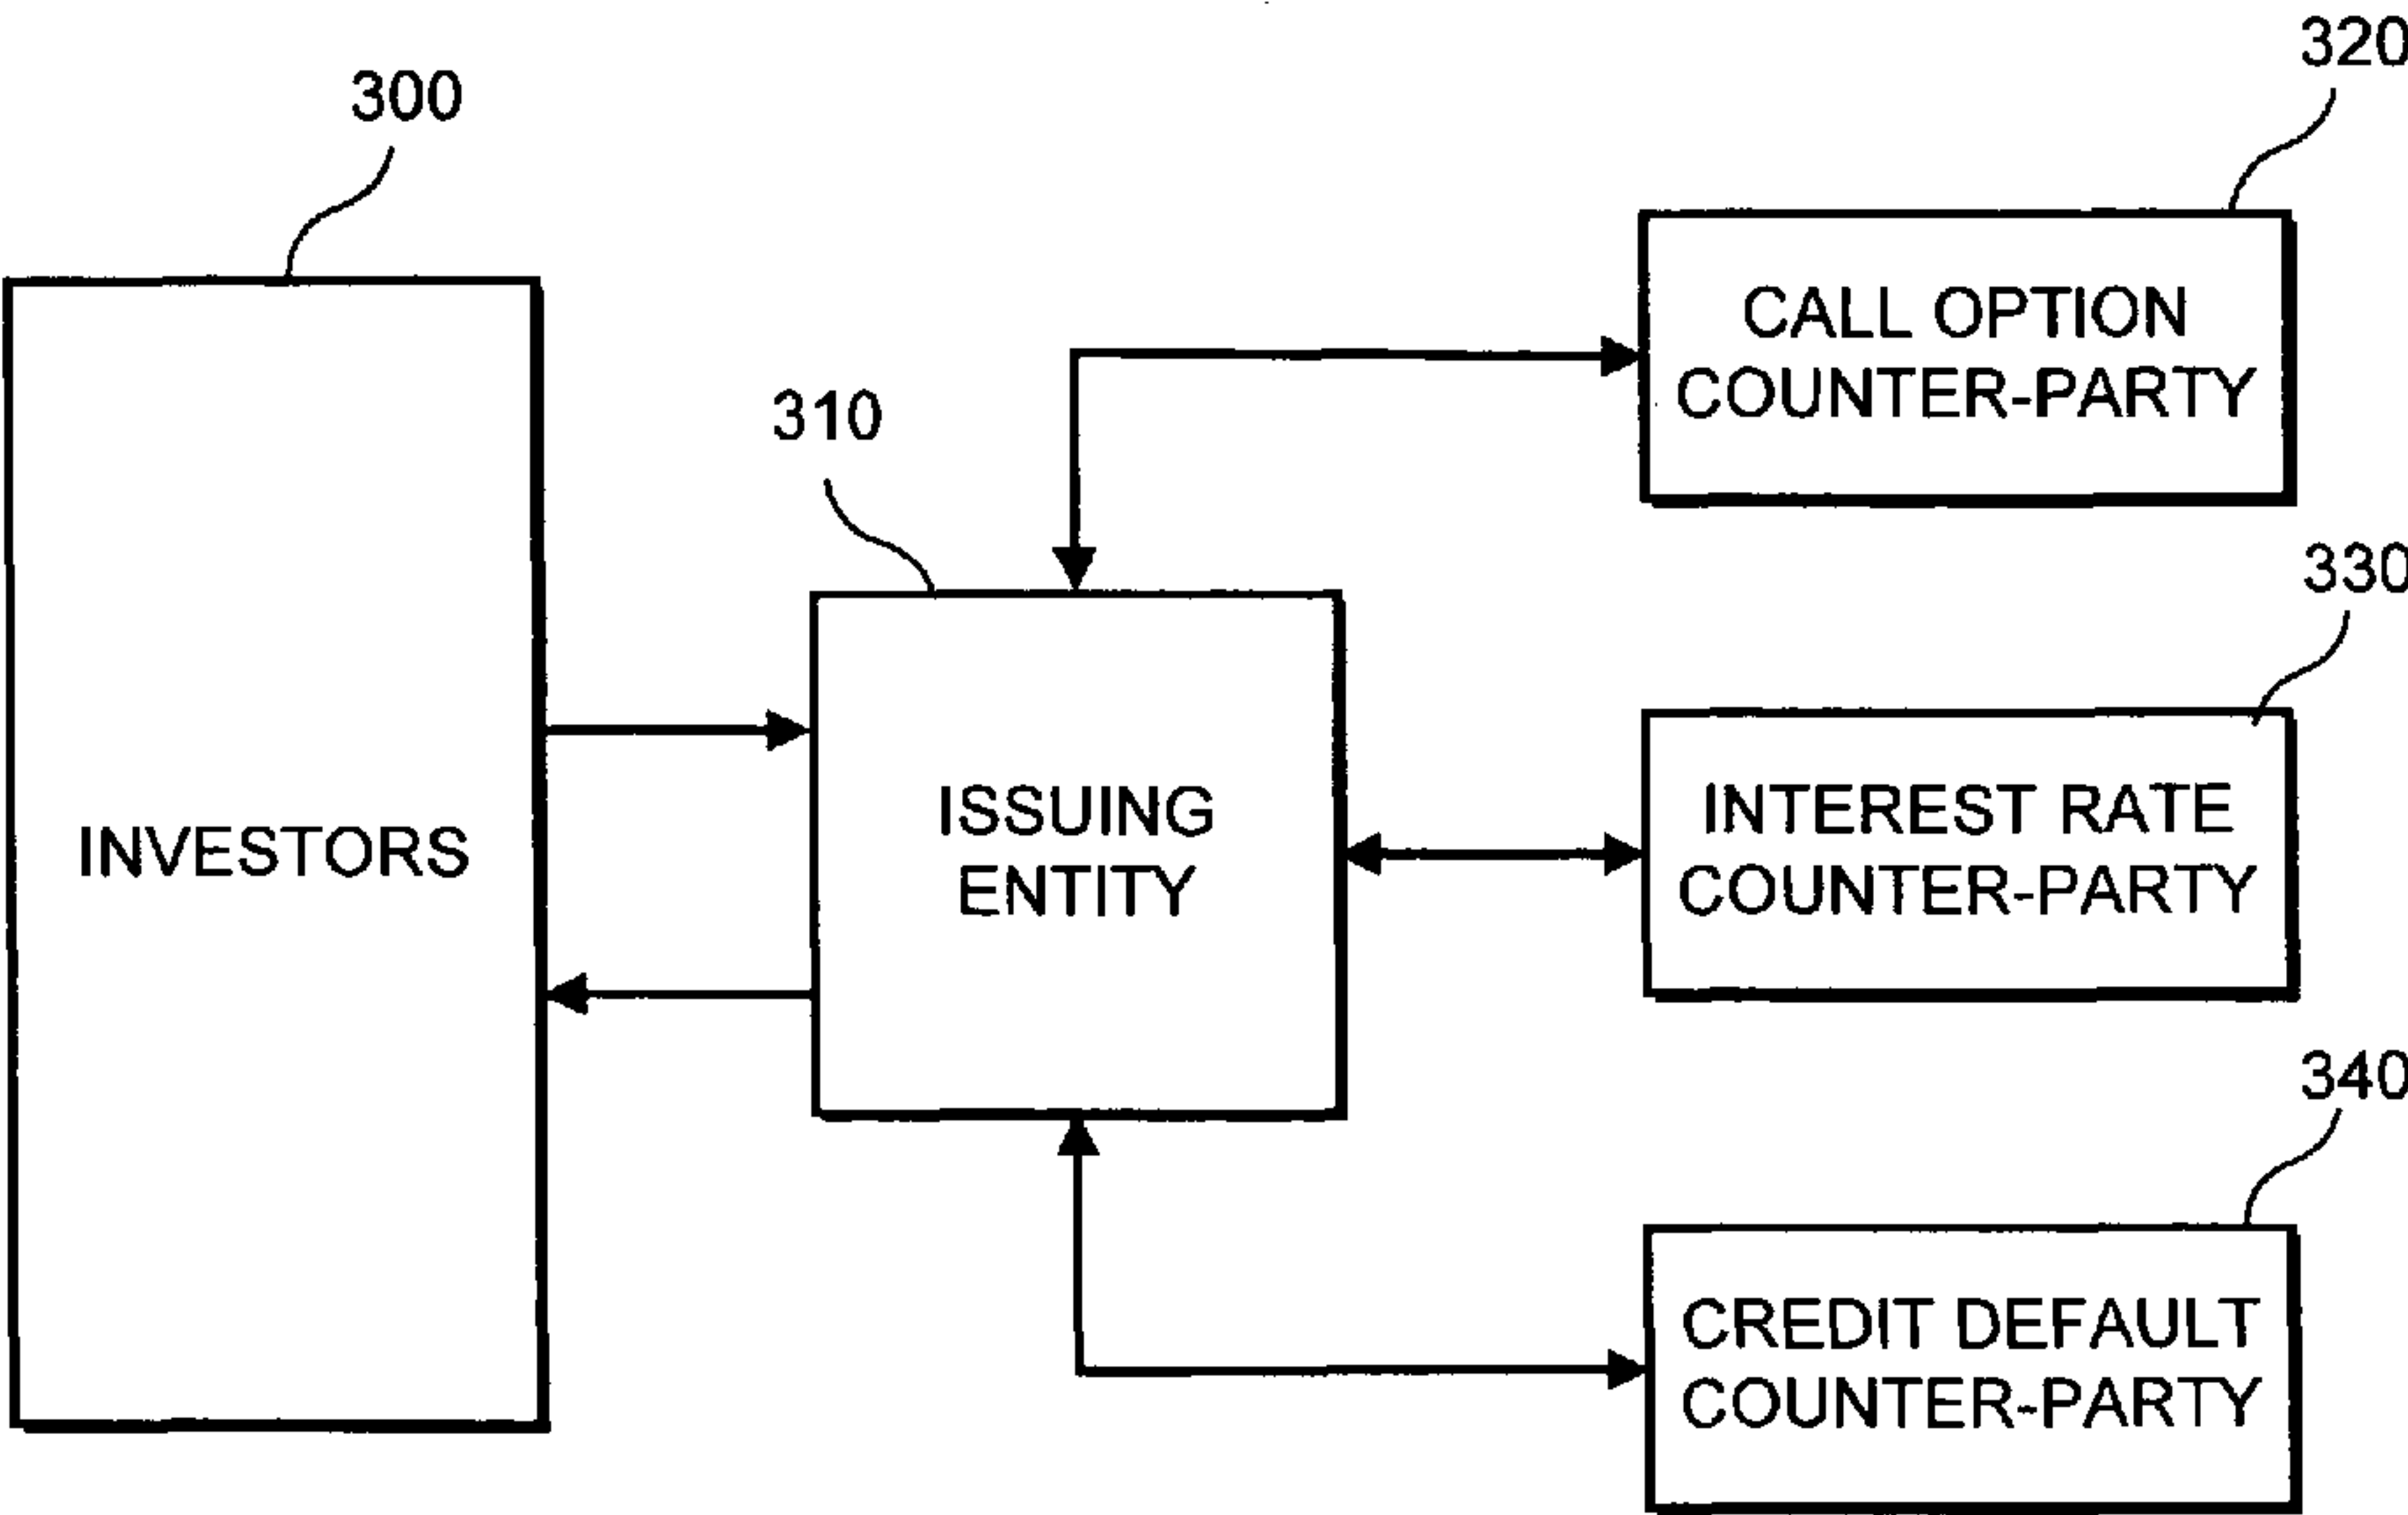 320
300
CALL OPTION
COUNTER-PARTY
310
330
INTEREST RATE
COUNTER-PARTY
ISSUING
ENTITY
INVESTORS
340
CREDIT DEFAULT
COUNTER-PARTY